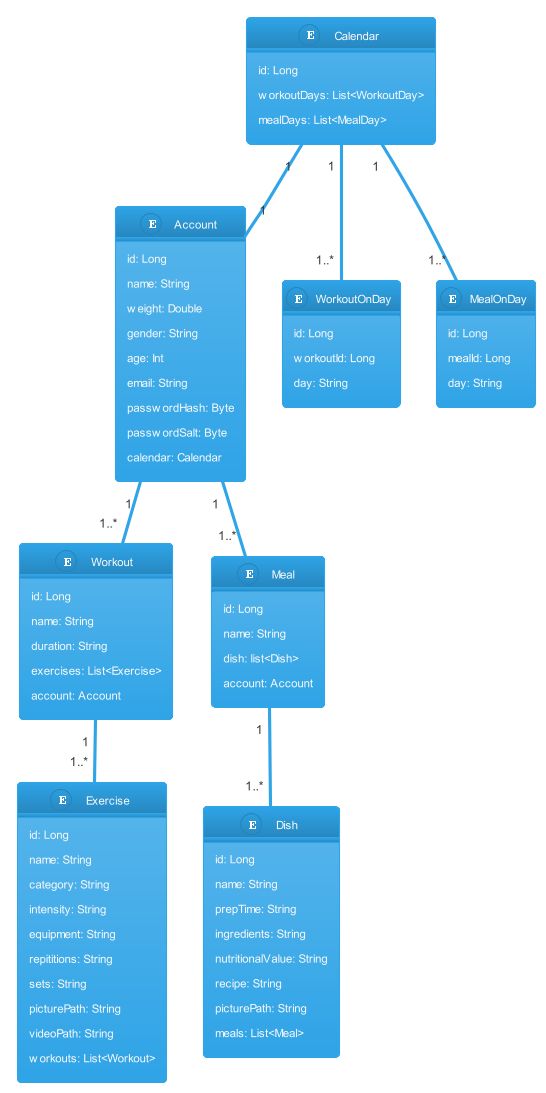 E Calendar
id: Long
workoutDays: List<WorkoutDay>
mealDays: List<MealDay>
1
1
1
1
1..*
1..*
E Account
id: Long
name: String
weight: Double
gender: String
age: Int
email: String
passwordHash: Byte
passwordSalt: Byte
calendar: Calendar
E WorkoutOnDay
id: Long
workoutId: Long
day: String
E MealOnDay
id: Long
mealId: Long
day: String
1
1..*
1
1..*
E Workout
id: Long
name: String
duration: String
exercises: List<Exercise>
account: Account
E Meal
id: Long
name: String
dish: list<Dish>
account: Account
1
1..*
1
1..*
E Exercise
id: Long
name: String
category: String
intensity: String
equipment: String
repititions: String
sets: String
picturePath: String
videoPath: String
workouts: List<Workout>
E Dish
id: Long
name: String
prepTime: String
ingredients: String
nutritionalValue: String
recipe: String
picturePath: String
meals: List<Meal>